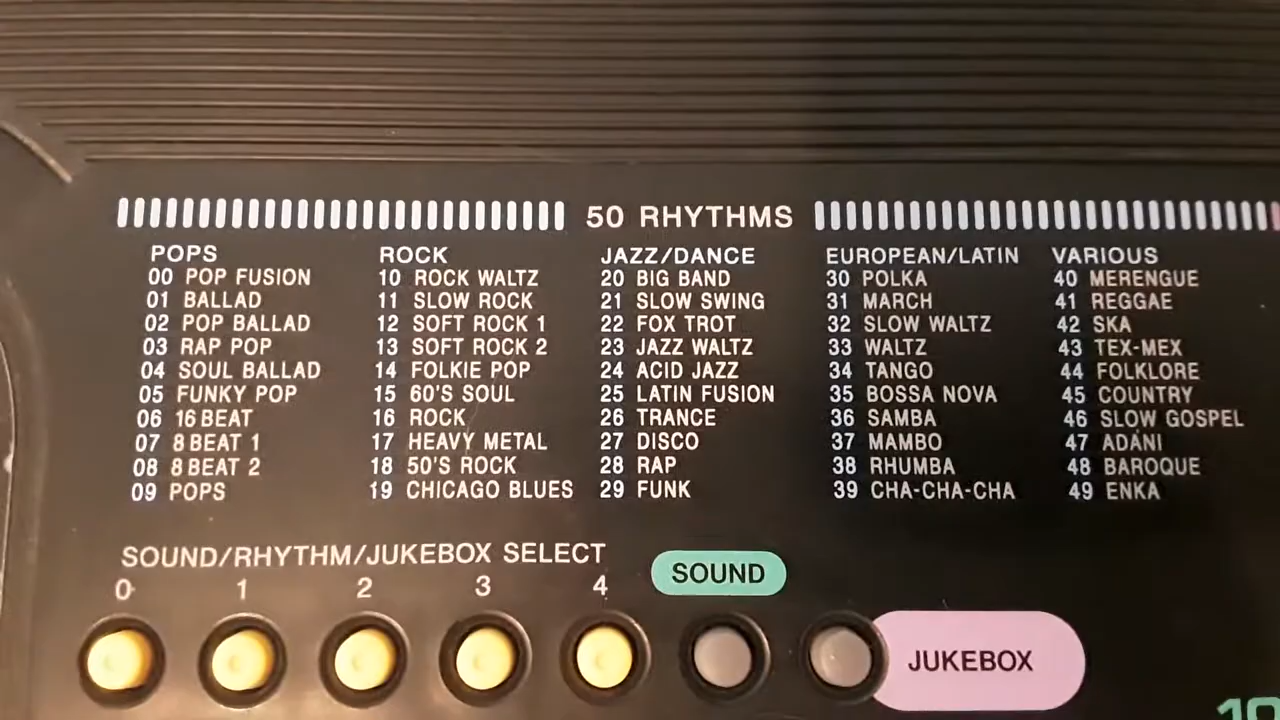 50 RHYTHMS
POPS
00 POP FUSION
01 BALLAD
02 POP BALLAD
03 RAP POP
04 SOUL BALLAD
05 FUNKY POP
06 16 BEAT
07 8 BEAT 1
08 8 BEAT 2
09 POPS
ROCK
10 ROCK WALTZ
11 SLOW ROCK
12 SOFT ROCK 1
13 SOFT ROCK 2
14 FOLKIE POP
15 60'S SOUL
16 ROCK
17 HEAVY METAL
18 50'S ROCK
19 CHICAGO BLUES
JAZZ/DANCE
20 BIG BAND
21 SLOW SWING
22 FOX TROT
23 JAZZ WALTZ
24 ACID JAZZ
25 LATIN FUSION
26 TRANCE
27 DISCO
28 RAP
29 FUNK
EUROPEAN/LATIN
30 POLKA
31 MARCH
32 SLOW WALTZ
33 WALTZ
34 TANGO
35 BOSSA NOVA
36 SAMBA
37 MAMBO
38 RHUMBA
39 CHA-CHA-CHA
VARIOUS
40 MERENGUE
41 REGGAE
42 SKA
43 TEX-MEX
44 FOLKLORE
45 COUNTRY
46 SLOW GOSPEL
47 ADANI
48 BAROQUE
49 ENKA
SOUND/RHYTHM/JUKEBOX SELECT
0 1 2 3 4
SOUND
JUKEBOX